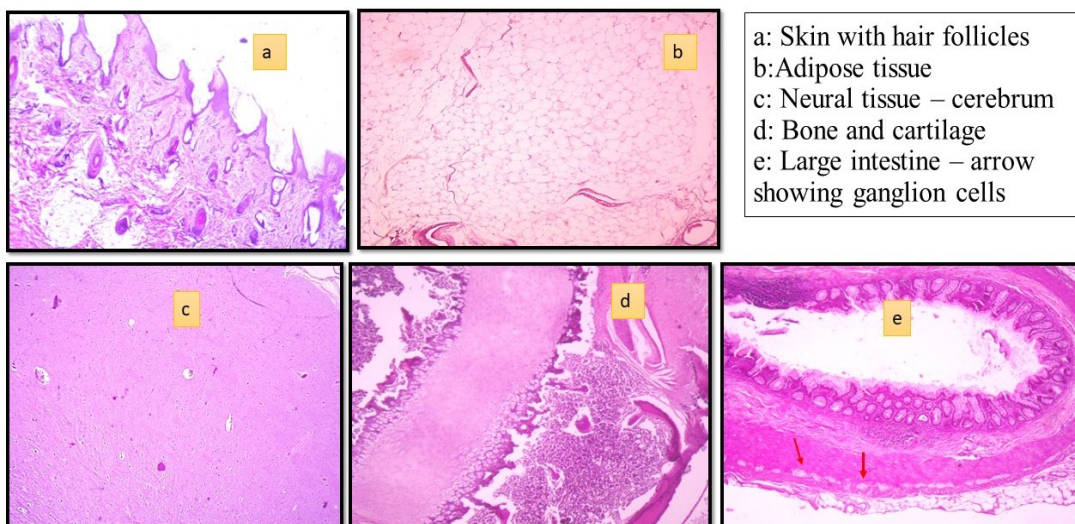 a
b
a: Skin with hair follicles
b:Adipose tissue
c: Neural tissue – cerebrum
d: Bone and cartilage
e: Large intestine – arrow
showing ganglion cells
c
d
e